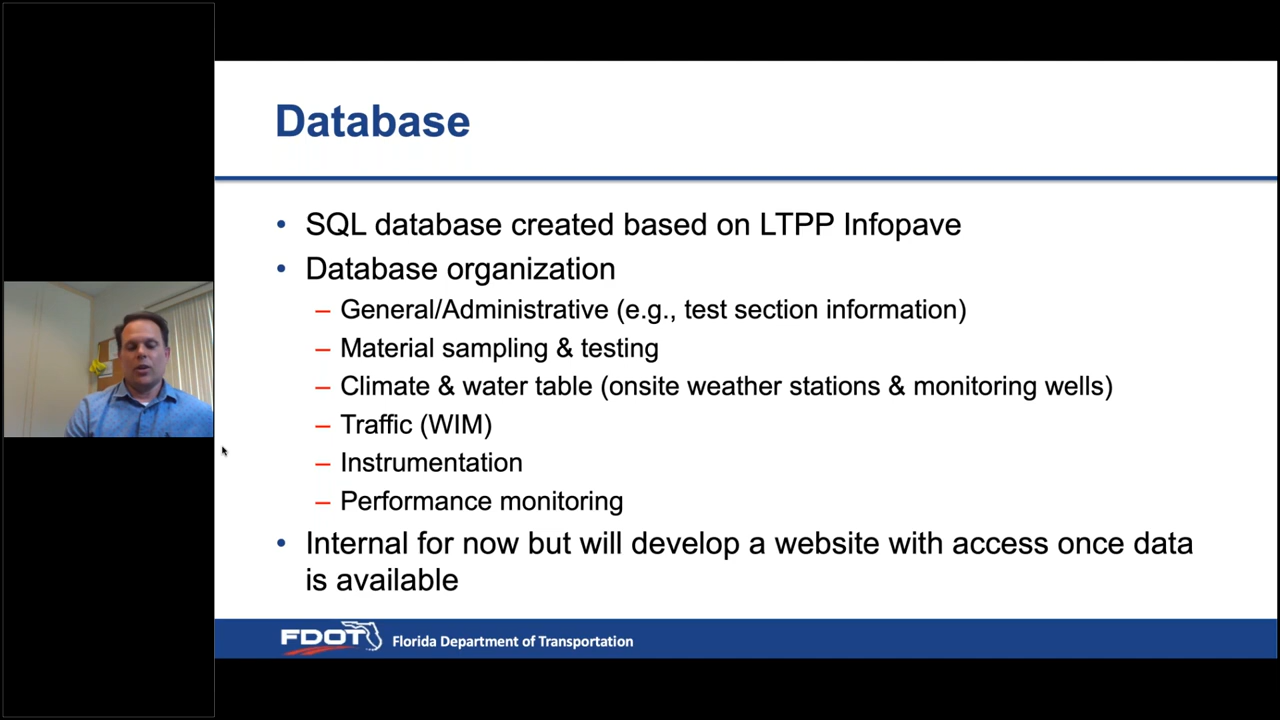 Database
• SQL database created based on LTPP Infopave
• Database organization
– General/Administrative (e.g., test section information)
– Material sampling & testing
– Climate & water table (onsite weather stations & monitoring wells)
– Traffic (WIM)
– Instrumentation
– Performance monitoring
• Internal for now but will develop a website with access once data
is available
FDOT Florida Department of Transportation